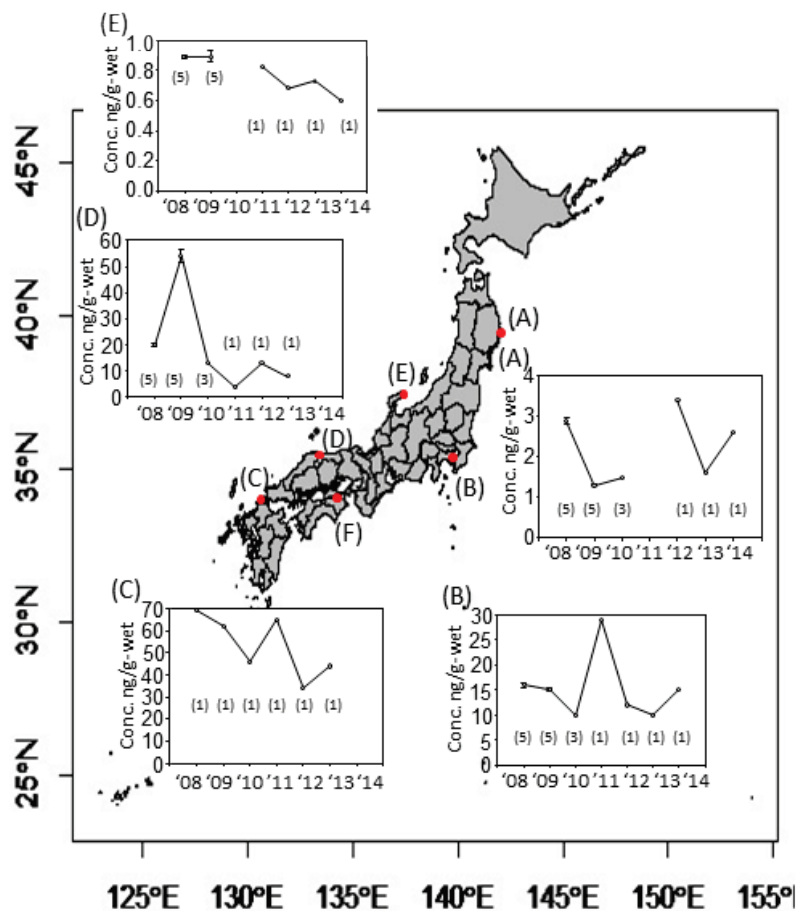 (E)
Conc. ng/g-wet
1.0
0.8
0.6
0.4
0.2
0.0
(5) (5) (1) (1) (1) (1)
'08 '09 '10 '11 '12 '13 '14
(D)
Conc. ng/g-wet
60
50
40
30
20
10
0
(5) (5) (3) (1) (1) (1)
'08 '09 '10 '11 '12 '13 '14
45°N
40°N
35°N
30°N
25°N
(A)
(A)
(E)
(D)
(C)
(B)
(F)
Conc. ng/g-wet
4
3
2
1
0
(5) (5) (3) (1) (1) (1)
'08 '09 '10 '11 '12 '13 '14
(C)
Conc. ng/g-wet
70
60
50
40
30
20
10
0
(1) (1) (1) (1) (1) (1)
'08 '09 '10 '11 '12 '13 '14
(B)
Conc. ng/g-wet
30
25
20
15
10
5
0
(5) (5) (3) (1) (1) (1) (1)
'08 '09 '10 '11 '12 '13 '14
125°E 130°E 135°E 140°E 145°E 150°E 155°